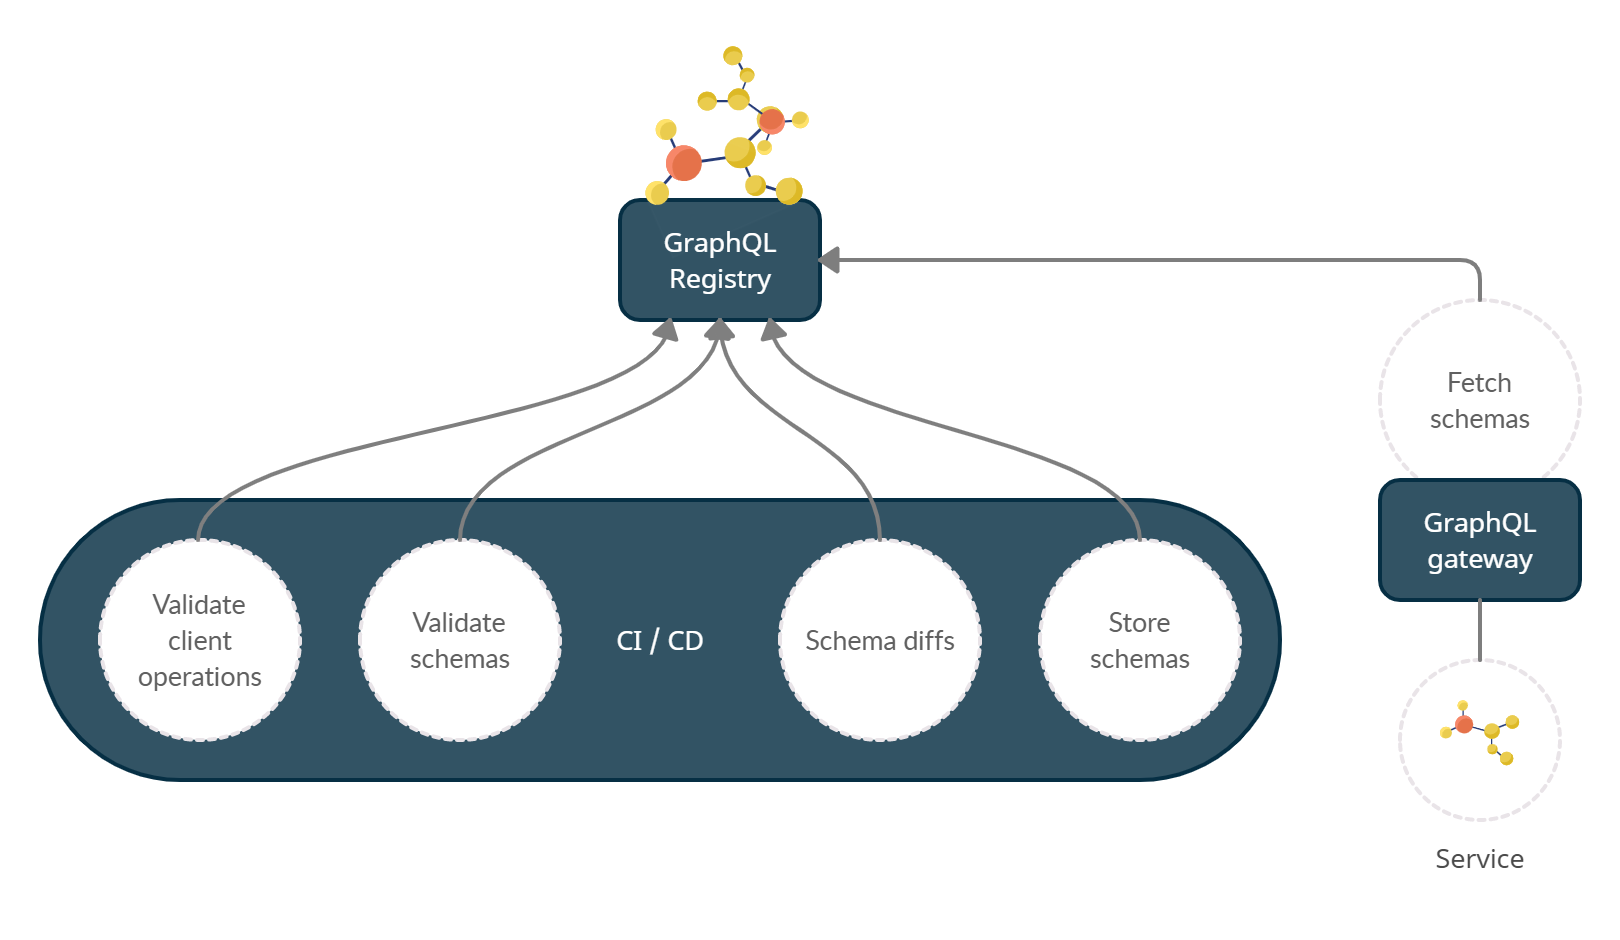 GraphQL
Registry
Fetch
schemas
GraphQL
gateway
Validate
client
operations
Validate
schemas
CI / CD
Schema diffs
Store
schemas
Service